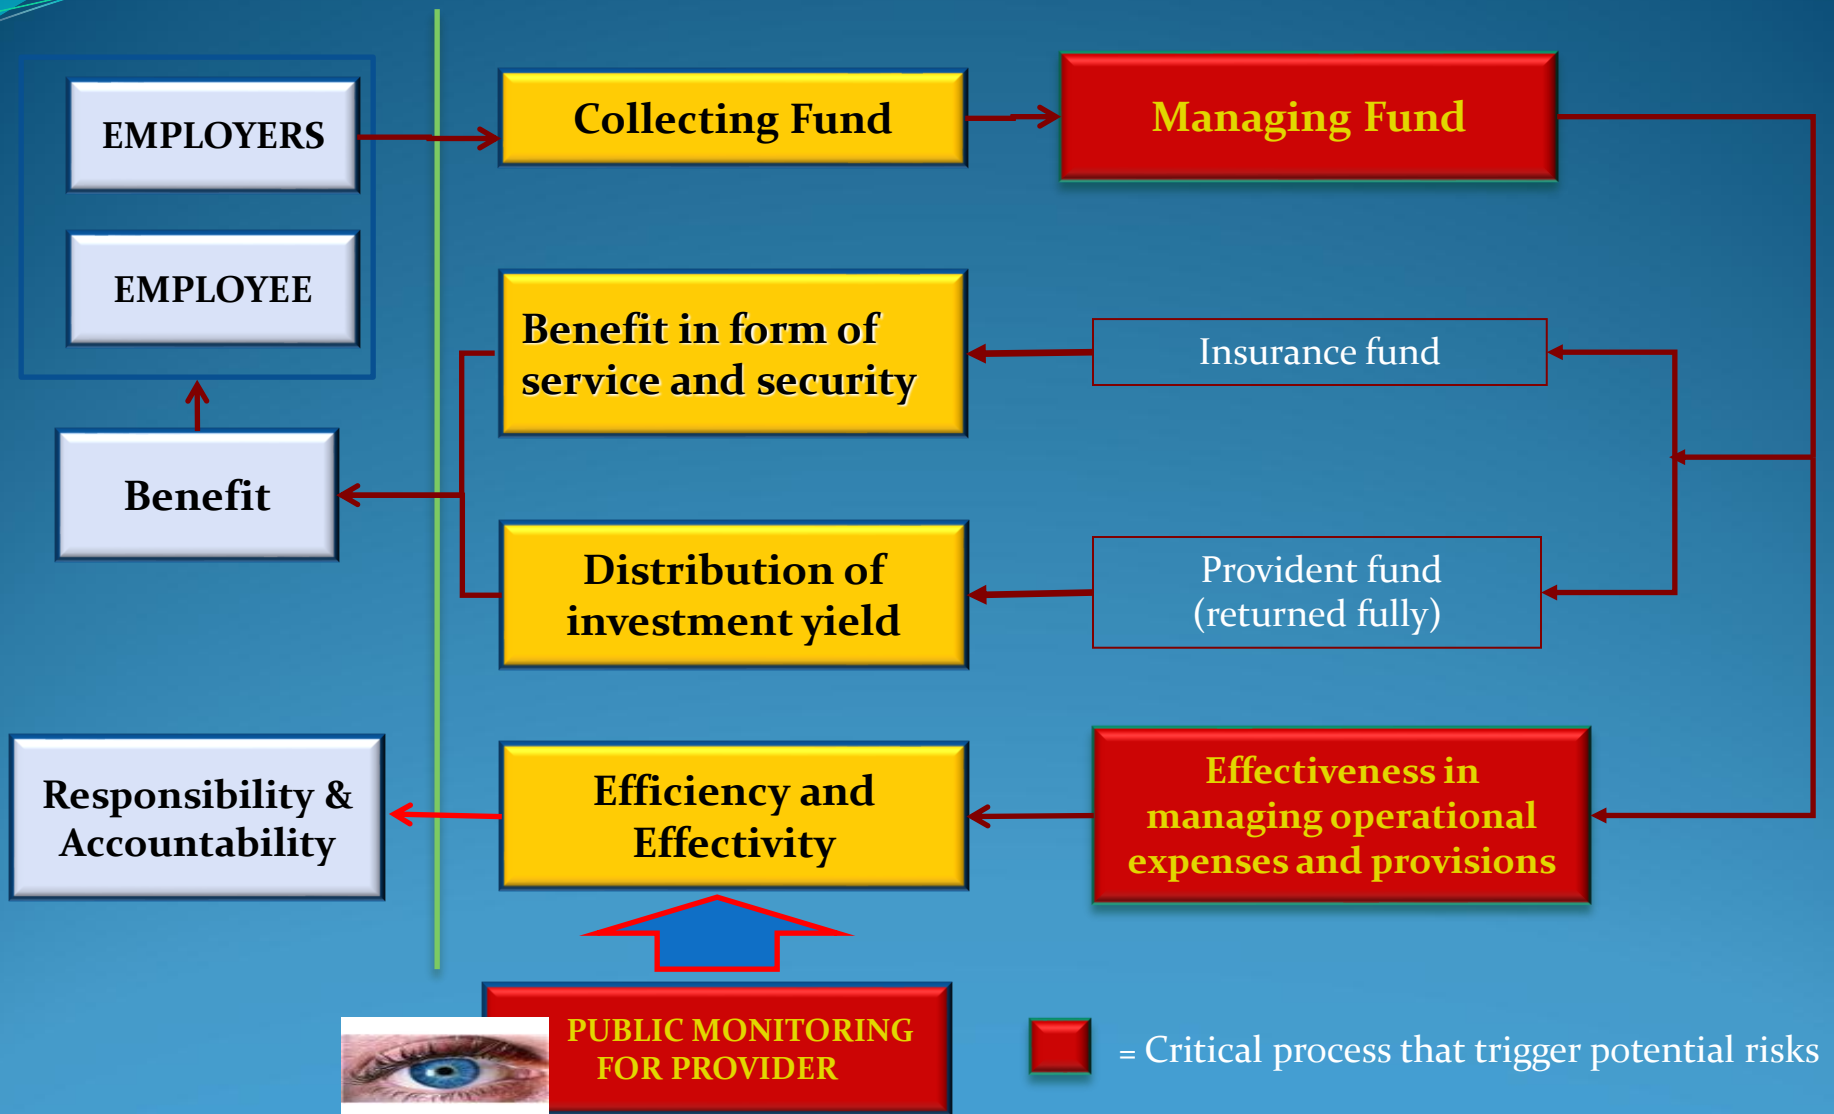 EMPLOYERS
Collecting Fund
Managing Fund
EMPLOYEE
Benefit in form of
service and security
Insurance fund
Benefit
Distribution of
investment yield
Provident fund
(returned fully)
Responsibility &
Accountability
Efficiency and
Effectivity
Effectiveness in
managing operational
expenses and provisions
PUBLIC MONITORING
FOR PROVIDER
= Critical process that trigger potential risks